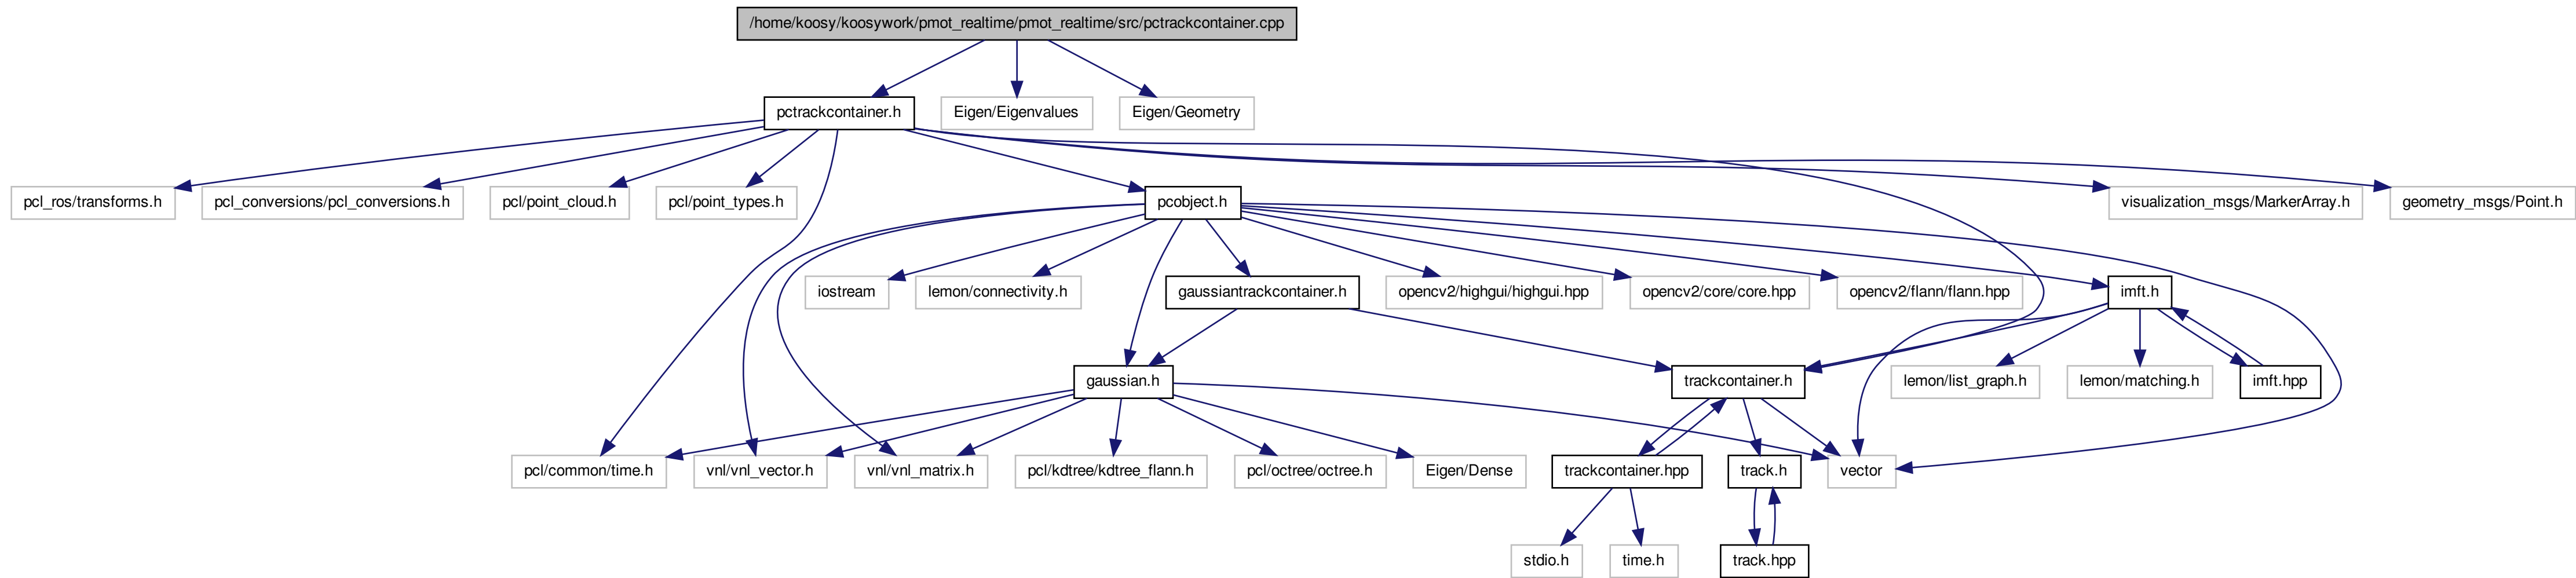 /home/koosy/koosywork/pmot_realtime/pmot_realtime/src/pctrackcontainer.cpp
pctrackcontainer.h
Eigen/Eigenvalues
Eigen/Geometry
pcl_ros/transforms.h
pcl_conversions/pcl_conversions.h
pcl/point_cloud.h
pcl/point_types.h
pcobject.h
visualization_msgs/MarkerArray.h
geometry_msgs/Point.h
iostream
lemon/connectivity.h
gaussiantrackcontainer.h
opencv2/highgui/highgui.hpp
opencv2/core/core.hpp
opencv2/flann/flann.hpp
imft.h
gaussian.h
trackcontainer.h
lemon/list_graph.h
lemon/matching.h
imft.hpp
pcl/common/time.h
vnl/vnl_vector.h
vnl/vnl_matrix.h
pcl/kdtree/kdtree_flann.h
pcl/octree/octree.h
Eigen/Dense
trackcontainer.hpp
track.h
vector
stdio.h
time.h
track.hpp